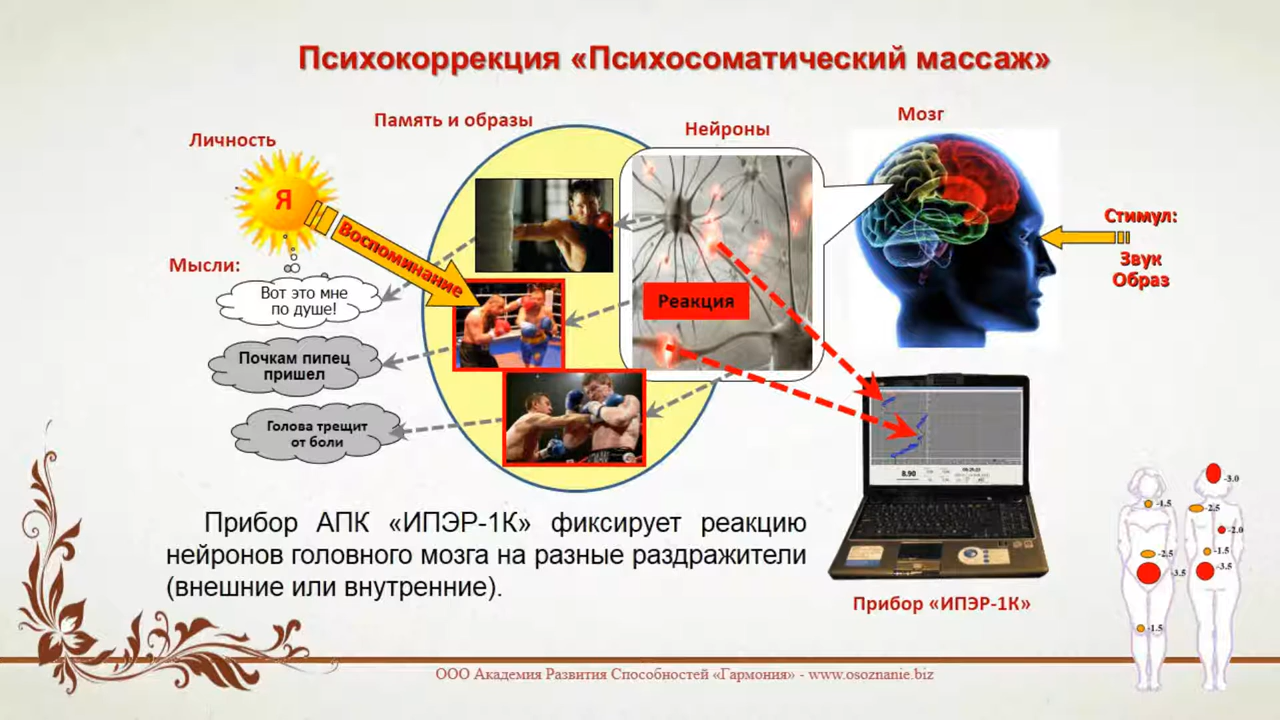 Психокоррекция «Психосоматический массаж»
Личность
Память и образы
Нейроны
Мозг
Я
Воспоминание
Мысли:
Вот это мне
по душе!
Почкам пипец
пришел
Голова трещит
от боли
Реакция
Стимул:
Звук
Образ
8.90
Прибор АПК «ИПЭР-1К» фиксирует реакцию
нейронов головного мозга на разные раздражители
(внешние или внутренние).
Прибор «ИПЭР-1К»
-3.0
-1.5
-2.5
-2.0
-2.5
-1.5
-3.5
-3.5
-1.5
ООО Академия Развития Способностей «Гармония» - www.osoznanie.biz